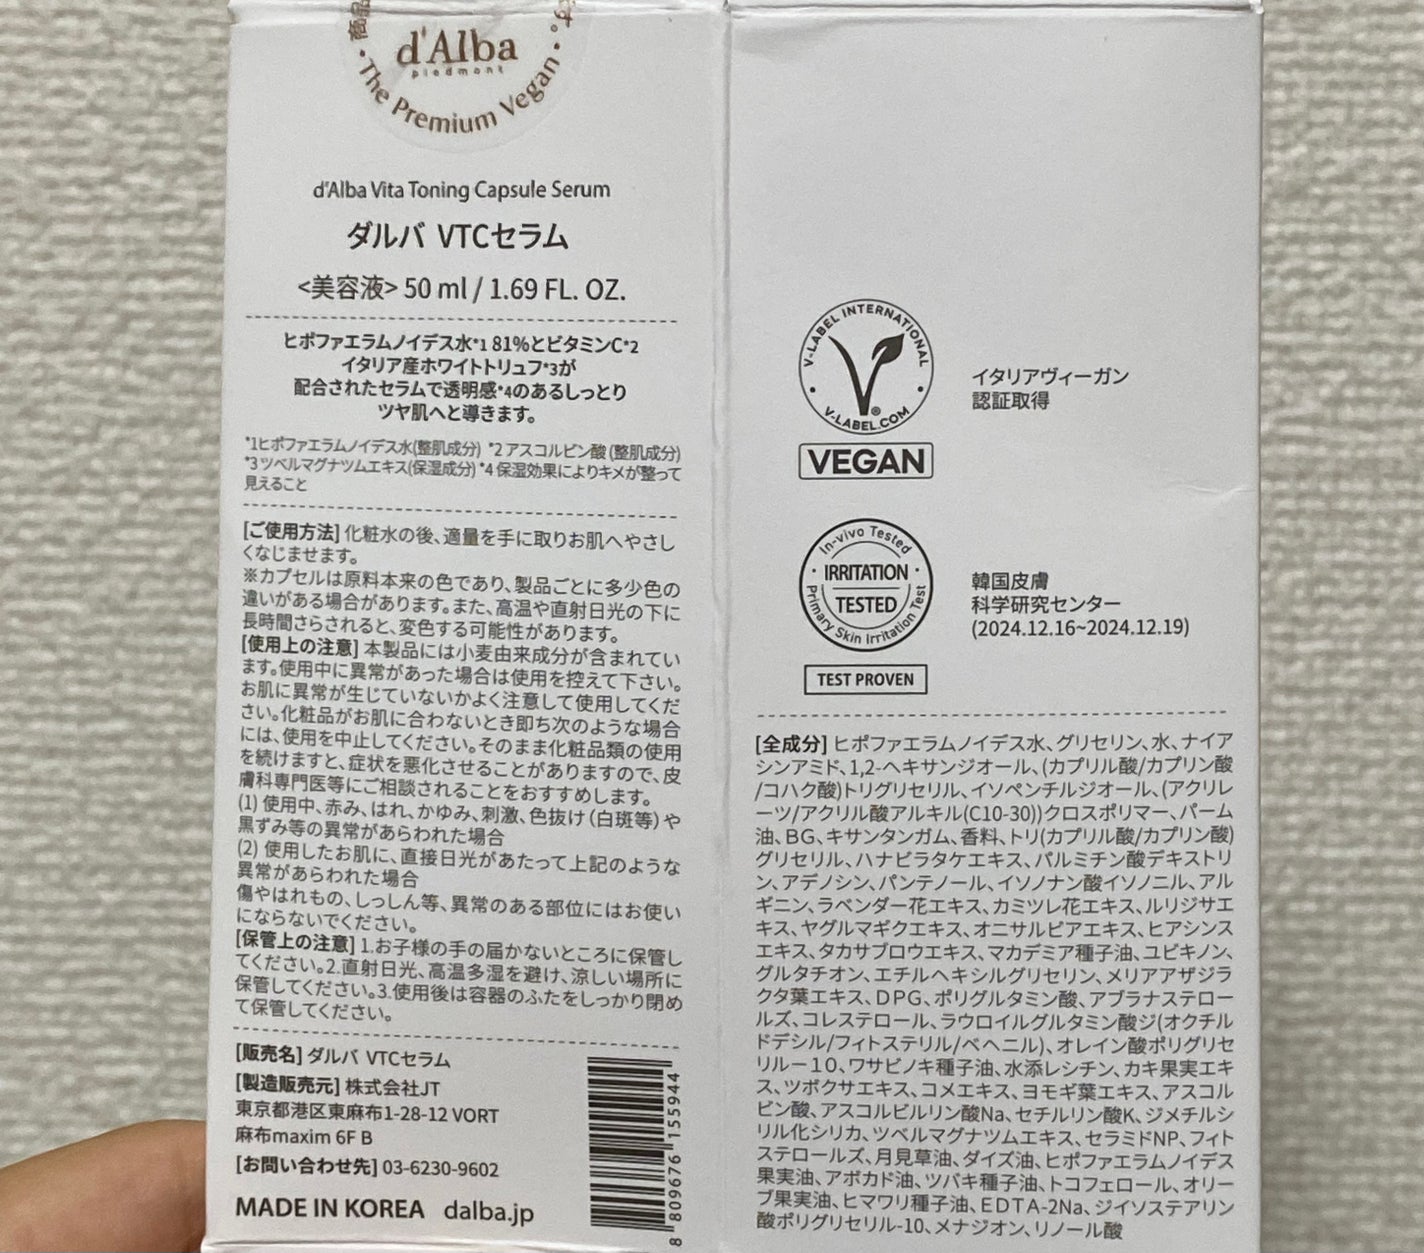 商品
す。
d'Alba
piedmont
The Premium Vegan
d'Alba Vita Toning Capsule Serum
ダルバ VTCセラム
<美容液> 50 ml / 1.69 FL. OZ.
ヒポファエラムノイデス水*1 81%とビタミンC*2
イタリア産ホワイトトリュフ*3が
配合されたセラムで透明感*4のあるしっとり
ツヤ肌へと導きます。
*1ヒポファエラムノイデス水(整肌成分) *2 アスコルビン酸 (整肌成分)
*3 ツベルマグナツムエキス(保湿成分) *4 保湿効果によりキメが整って
見えること
[ご使用方法] 化粧水の後、適量を手に取りお肌へやさし
くなじませます。
※カプセルは原料本来の色であり、製品ごとに多少色の
違いがある場合があります。また、高温や直射日光の下に
長時間さらされると、変色する可能性があります。
[使用上の注意] 本製品には小麦由来成分が含まれてい
ます。使用中に異常があった場合は使用を控えて下さい。
お肌に異常が生じていないかよく注意して使用してくだ
さい。化粧品がお肌に合わないとき即ち次のような場合
には、使用を中止してください。そのまま化粧品類の使用
を続けますと、症状を悪化させることがありますので、皮
膚科専門医等にご相談されることをおすすめします。
(1) 使用中、赤み、はれ、かゆみ、刺激、色抜け（白斑等）や
黒ずみ等の異常があらわれた場合
(2) 使用したお肌に、直接日光があたって上記のような
異常があらわれた場合
傷やはれもの、しっしん等、異常のある部位にはお使い
にならないでください。
[保管上の注意] 1.お子様の手の届かないところに保管し
てください。2.直射日光、高温多湿を避け、涼しい場所に
保管してください。3.使用後は容器のふたをしっかり閉め
て保管してください。
[販売名] ダルバ VTCセラム
[製造販売元] 株式会社JT
東京都港区東麻布1-28-12 VORT
麻布maxim 6F B
[お問い合わせ先] 03-6230-9602
MADE IN KOREA dalba.jp
8 809676 155944
V-LABEL INTERNATIONAL
V-LABEL.COM
®
VEGAN
イタリアヴィーガン
認証取得
In-vivo Tested
IRRITATION
TESTED
Primary Skin Irritation Test
TEST PROVEN
韓国皮膚
科学研究センター
(2024.12.16~2024.12.19)
[全成分] ヒポファエラムノイデス水、グリセリン、水、ナイア
シンアミド、1,2-ヘキサンジオール、(カプリル酸/カプリン酸
/コハク酸)トリグリセリル、イソペンチルジオール、(アクリレ
ーツ/アクリル酸アルキル(C10-30))クロスポリマー、パーム
油、BG、キサンタンガム、香料、トリ(カプリル酸/カプリン酸)
グリセリル、ハナビラタケエキス、パルミチン酸デキストリ
ン、アデノシン、パンテノール、イソノナン酸イソノニル、アル
ギニン、ラベンダー花エキス、カミツレ花エキス、ルリジサエ
キス、ヤグルマギクエキス、オニサルビアエキス、ヒアシンス
エキス、タカサブロウエキス、マカデミア種子油、ユビキノン、
グルタチオン、エチルヘキシルグリセリン、メリアアザジラ
クタ葉エキス、DPG、ポリグルタミン酸、アブラナステロー
ルズ、コレステロール、ラウロイルグルタミン酸ジ(オクチル
ドデシル/フィトステリル/ベヘニル)、オレイン酸ポリグリセ
リル－10、ワサビノキ種子油、水添レシチン、カキ果実エキ
ス、ツボクサエキス、コメエキス、ヨモギ葉エキス、アスコル
ビン酸、アスコルビルリン酸Na、セチルリン酸K、ジメチルシ
リル化シリカ、ツベルマグナツムエキス、セラミドNP、フィト
ステロールズ、月見草油、ダイズ油、ヒポファエラムノイデス
果実油、アボカド油、ツバキ種子油、トコフェロール、オリー
ブ果実油、ヒマワリ種子油、EDTA-2Na、ジイソステアリン
酸ポリグリセリル-10、メナジオン、リノール酸